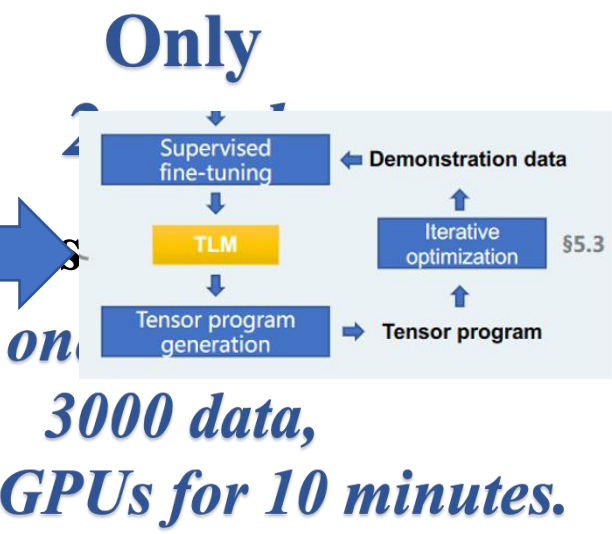 Only
Supervised
fine-tuning
Demonstration data
TLM
Iterative
optimization
§5.3
Tensor program
generation
Tensor program
3000 data,
GPUs for 10 minutes.